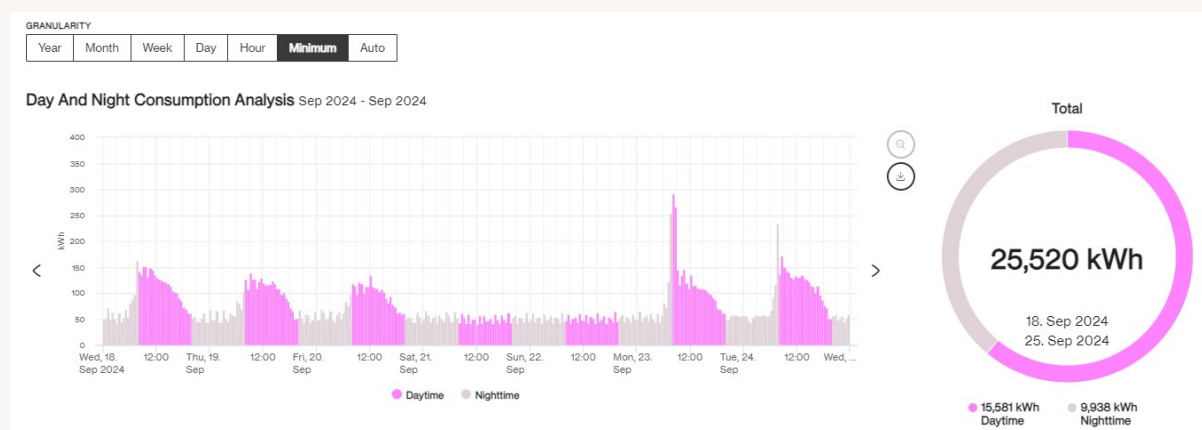 GRANULARITY
Year Month Week Day Hour Minimum Auto
Day And Night Consumption Analysis Sep 2024 - Sep 2024
Total
400
350
300
250
200
150
100
50
0
kWh
Wed, 18. Sep 2024
12:00
Thu, 19. Sep
12:00
Fri, 20. Sep
12:00
Sat, 21. Sep
12:00
Sun, 22. Sep
12:00
Mon, 23. Sep
12:00
Tue, 24. Sep
12:00
Wed, ...
Daytime Nighttime
25,520 kWh
18. Sep 2024
25. Sep 2024
15,581 kWh
Daytime
9,938 kWh
Nighttime